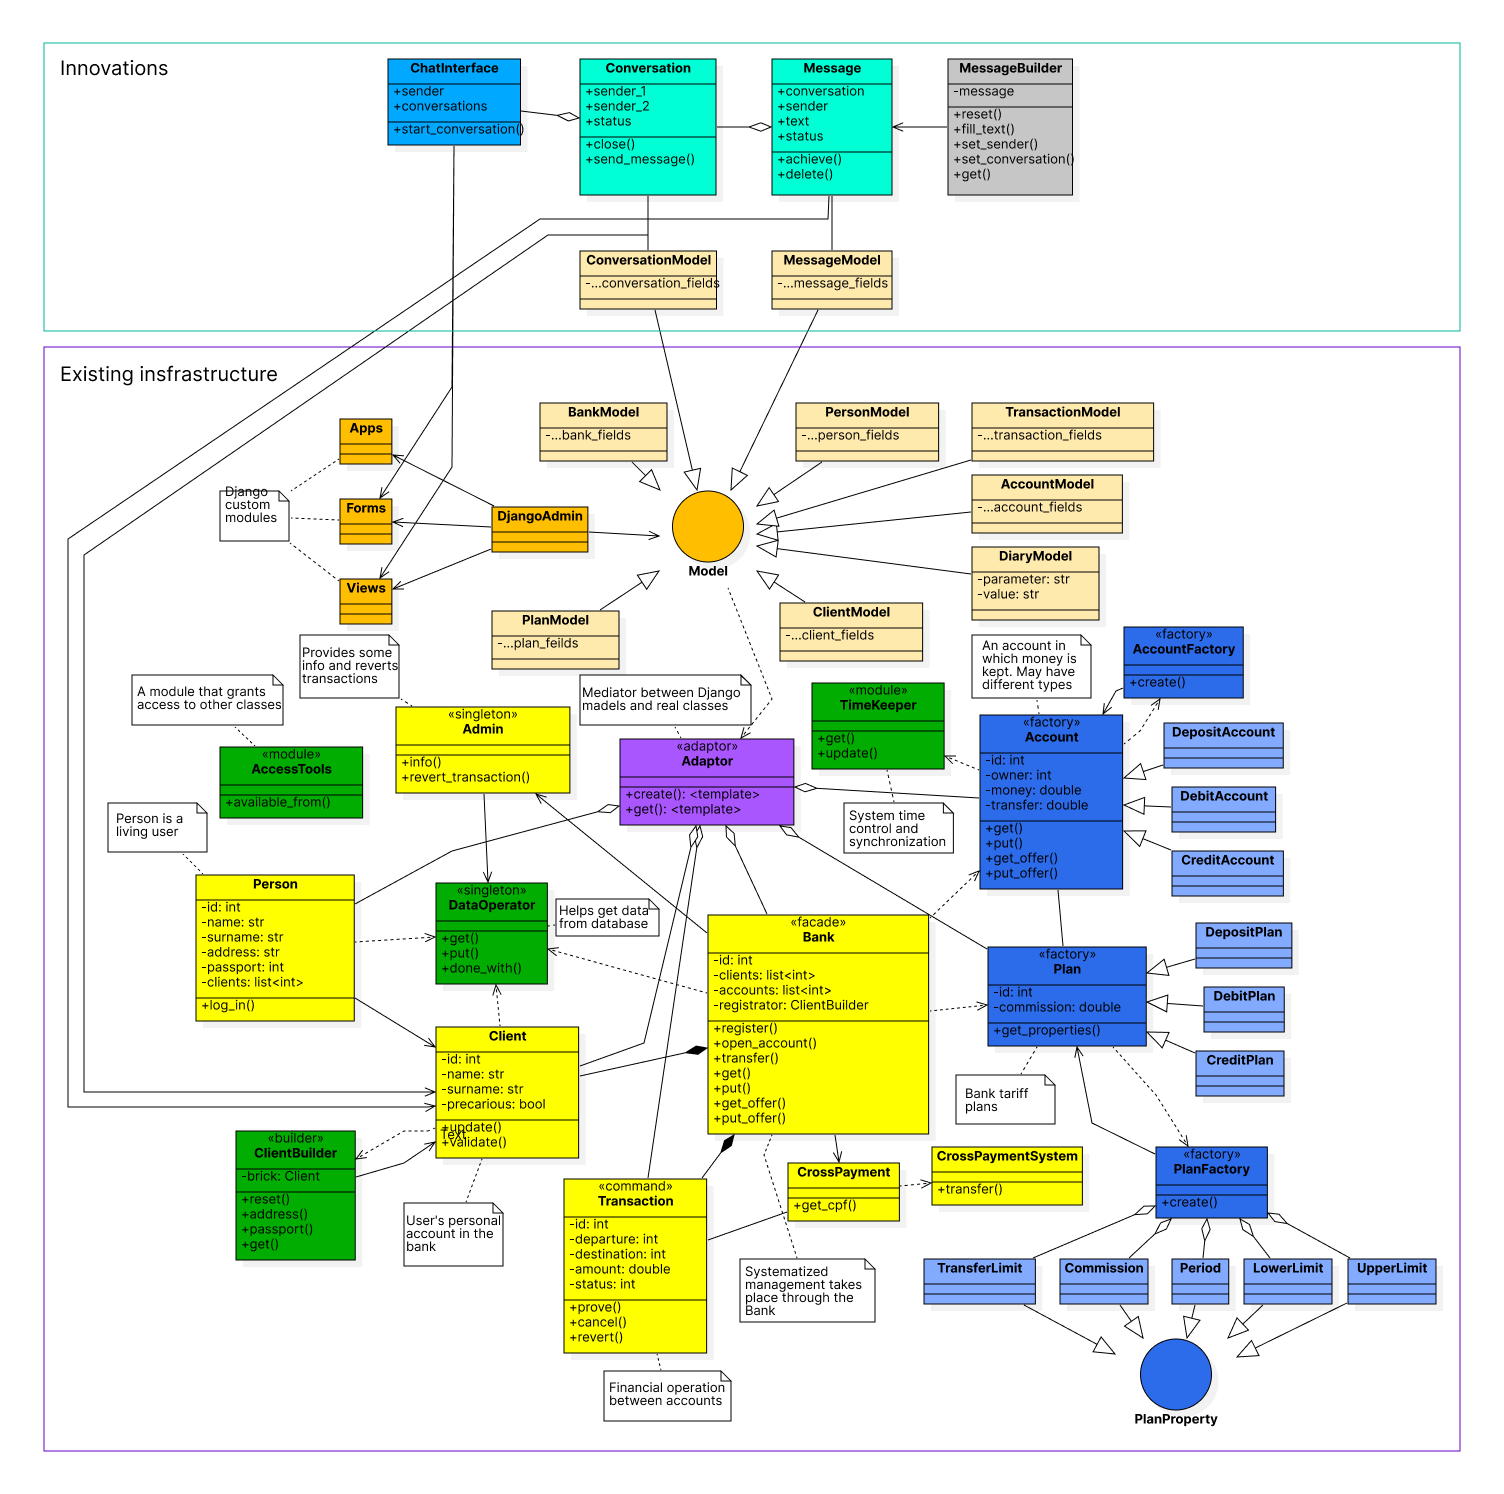 Innovations
ChatInterface
+sender
+conversations
+start_conversation()
Conversation
+sender_1
+sender_2
+status
+close()
+send_message()
Message
+conversation
+sender
+text
+status
+achieve()
+delete()
MessageBuilder
-message
+reset()
+fill_text()
+set_sender()
+set_conversation()
+get()
ConversationModel
-...conversation_fields
MessageModel
-...message_fields
Existing insfrastructure
Apps
Django
custom
modules
Forms
Views
DjangoAdmin
BankModel
-...bank_fields
PersonModel
-...person_fields
TransactionModel
-...transaction_fields
AccountModel
-...account_fields
DiaryModel
-parameter: str
-value: str
Model
PlanModel
-...plan_feilds
ClientModel
-...client_fields
Provides some
info and reverts
transactions
A module that grants
access to other classes
Mediator between Django
madels and real classes
An account in
which money is
kept. May have
different types
«factory»
AccountFactory
+create()
«module»
AccessTools
+available_from()
«singleton»
Admin
+info()
+revert_transaction()
«adaptor»
Adaptor
+create(): <template>
+get(): <template>
«module»
TimeKeeper
+get()
+update()
System time
control and
synchronization
«factory»
Account
-id: int
-owner: int
-money: double
-transfer: double
+get()
+put()
+get_offer()
+put_offer()
DepositAccount
DebitAccount
CreditAccount
Person is a
living user
Person
-id: int
-name: str
-surname: str
-address: str
-passport: int
-clients: list<int>
+log_in()
«singleton»
DataOperator
+get()
+put()
+done_with()
Helps get data
from database
«facade»
Bank
-id: int
-clients: list<int>
-accounts: list<int>
-registrator: ClientBuilder
+register()
+open_account()
+transfer()
+get()
+put()
+get_offer()
+put_offer()
«factory»
Plan
-id: int
-commission: double
+get_properties()
DepositPlan
DebitPlan
CreditPlan
Client
-id: int
-name: str
-surname: str
-precarious: bool
+update()
Text
+validate()
Bank tariff
plans
«builder»
ClientBuilder
-brick: Client
+reset()
+address()
+passport()
+get()
User's personal
account in the
bank
«command»
Transaction
-id: int
-departure: int
-destination: int
-amount: double
-status: int
+prove()
+cancel()
+revert()
CrossPayment
+get_cpf()
CrossPaymentSystem
+transfer()
«factory»
PlanFactory
+create()
Systematized
management takes
place through the
Bank
TransferLimit
Commission
Period
LowerLimit
UpperLimit
Financial operation
between accounts
PlanProperty